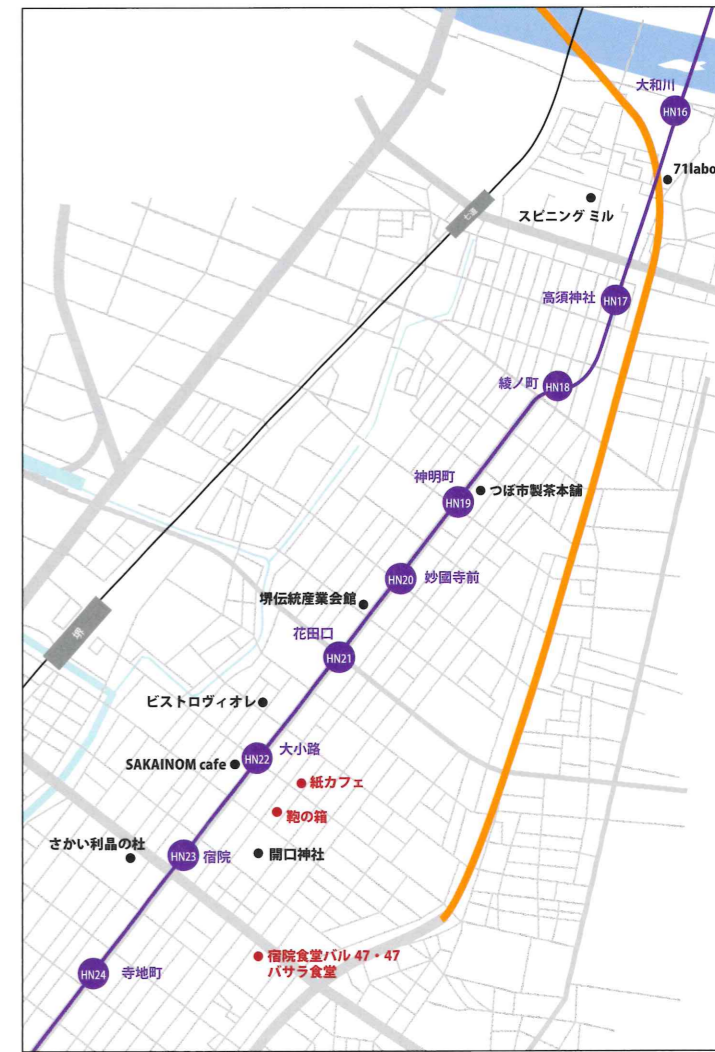 大和川
HN16
71labo
スピニング ミル
七道
高須神社
HN17
綾ノ町
HN18
神明町
HN19
つぼ市製茶本舗
HN20
妙國寺前
堺伝統産業会館
花田口
HN21
堺
ビストロヴィオレ
大小路
HN22
SAKAINOM cafe
紙カフェ
鞄の箱
さかい利晶の杜
HN23
宿院
開口神社
宿院食堂バル 47・47
バサラ食堂
HN24
寺地町